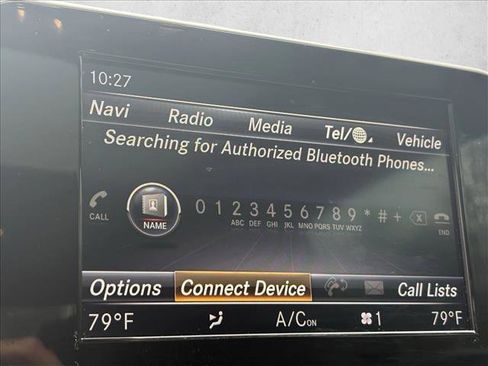 10:27
Navi Radio Media Tel/ Vehicle
Searching for Authorized Bluetooth Phones...
CALL NAME 0 1 2 3 4 5 6 7 8 9 * # + END
ABC DEF GHI JKL MNO PQRS TUV WXYZ
Options Connect Device Call Lists
79°F A/C ON 1 79°F